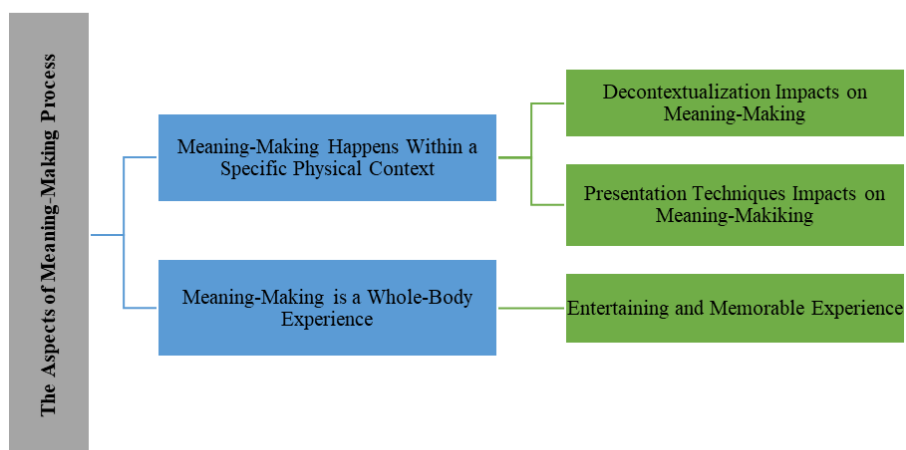 The Aspects of Meaning-Making Process
Meaning-Making Happens Within a
Specific Physical Context
Decontextualization Impacts on
Meaning-Making
Presentation Techniques Impacts on
Meaning-Makiking
Meaning-Making is a Whole-Body
Experience
Entertaining and Memorable Experience